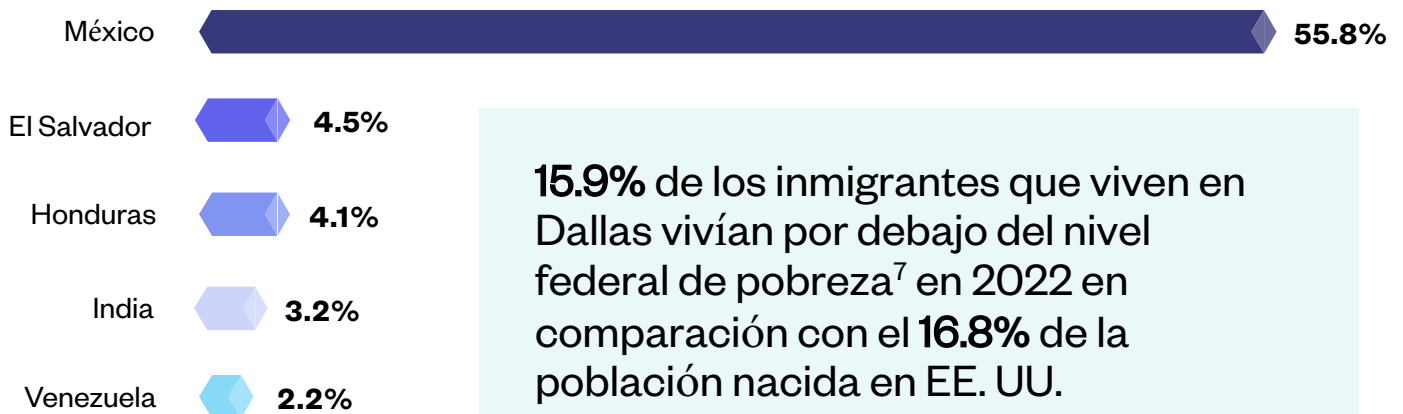 México 55.8%
El Salvador 4.5%
Honduras 4.1%
India 3.2%
Venezuela 2.2%
15.9% de los inmigrantes que viven en
Dallas vivían por debajo del nivel
federal de pobreza⁷ en 2022 en
comparación con el 16.8% de la
población nacida en EE. UU.